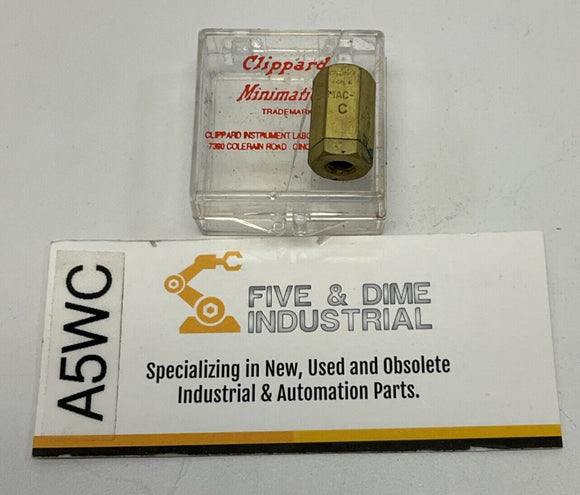 Clippard
Minimatic
TRADEMARK
CLIPPARD INSTRUMENT LAB
7390 COLERAIN ROAD CINC
MAC-
C
A5WC
FIVE & DIME
INDUSTRIAL
Specializing in New, Used and Obsolete
Industrial & Automation Parts.